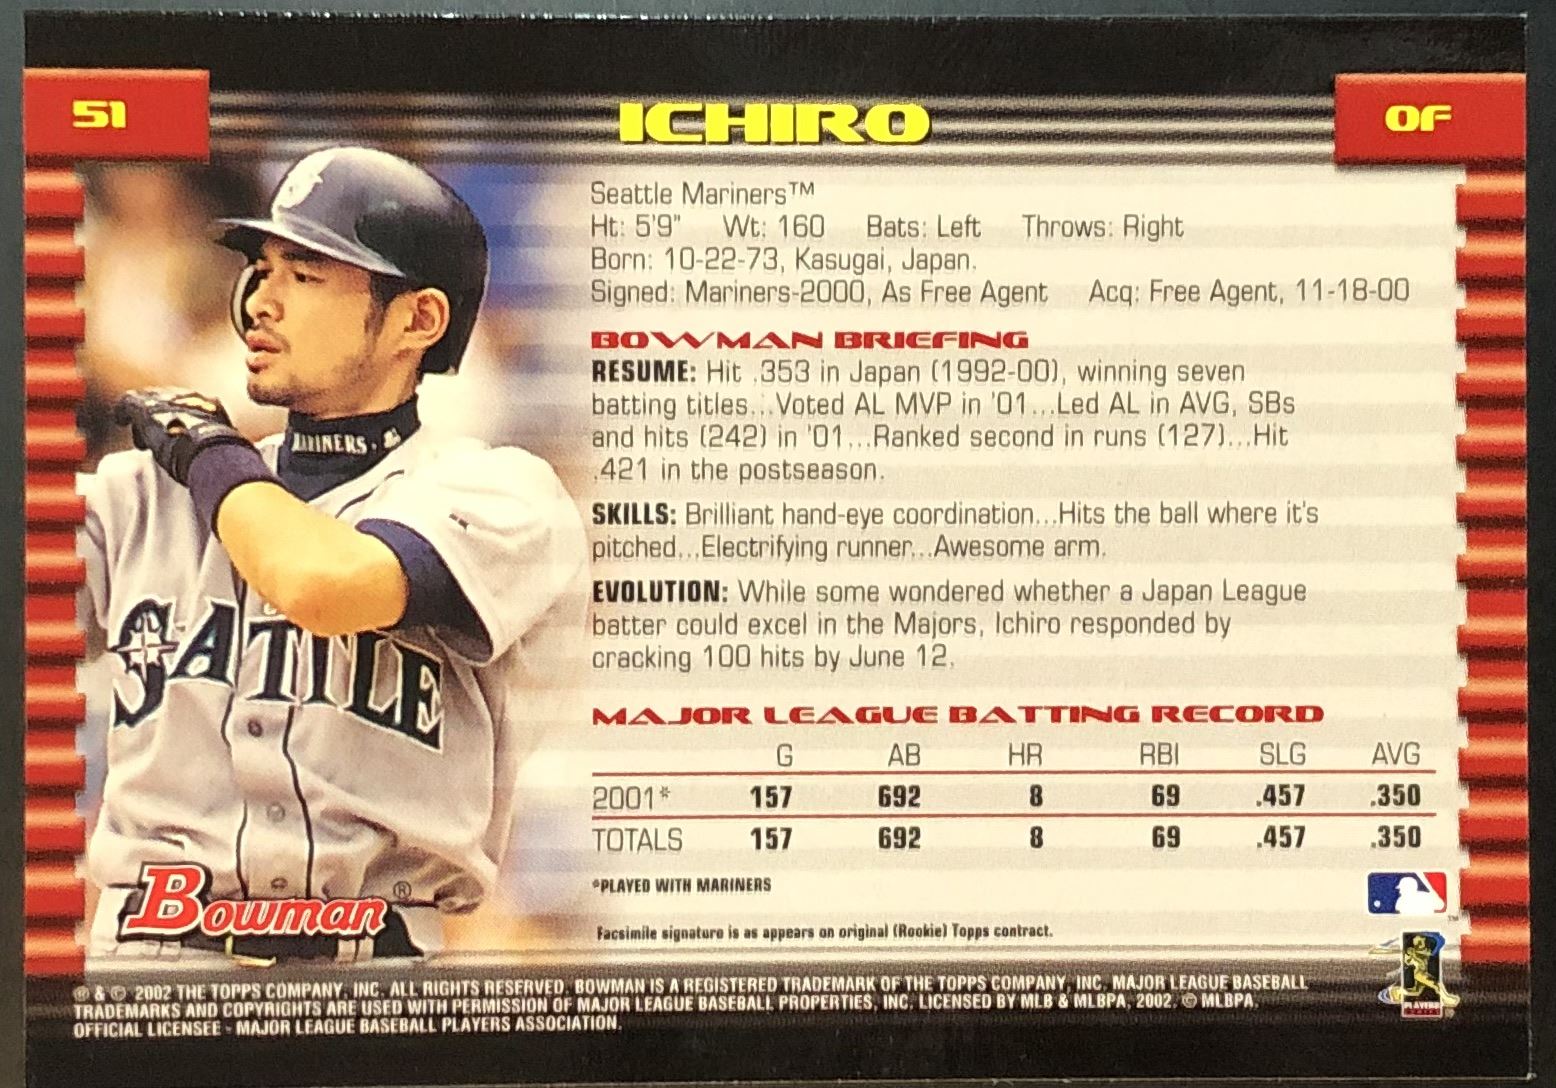 51
ICHIRO
OF
Seattle Mariners™
Ht: 5'9" Wt: 160 Bats: Left Throws: Right
Born: 10-22-73, Kasugai, Japan.
Signed: Mariners-2000, As Free Agent Acq: Free Agent, 11-18-00
BOWMAN BRIEFING
RESUME: Hit .353 in Japan (1992-00), winning seven
batting titles...Voted AL MVP in '01...Led AL in AVG, SBs
and hits (242) in '01...Ranked second in runs (127)...Hit
.421 in the postseason.
SKILLS: Brilliant hand-eye coordination...Hits the ball where it's
pitched...Electrifying runner...Awesome arm.
EVOLUTION: While some wondered whether a Japan League
batter could excel in the Majors, Ichiro responded by
cracking 100 hits by June 12.
MAJOR LEAGUE BATTING RECORD
G AB HR RBI SLG AVG
2001* 157 692 8 69 .457 .350
TOTALS 157 692 8 69 .457 .350
*PLAYED WITH MARINERS
Facsimile signature is as appears on original (Rookie) Topps contract.
MARINERS
SEATTLE
Bowman®
® & © 2002 THE TOPPS COMPANY, INC. ALL RIGHTS RESERVED. BOWMAN IS A REGISTERED TRADEMARK OF THE TOPPS COMPANY, INC. MAJOR LEAGUE BASEBALL
TRADEMARKS AND COPYRIGHTS ARE USED WITH PERMISSION OF MAJOR LEAGUE BASEBALL PROPERTIES, INC. LICENSED BY MLB & MLBPA, 2002. © MLBPA,
OFFICIAL LICENSEE - MAJOR LEAGUE BASEBALL PLAYERS ASSOCIATION.
PLAYERS